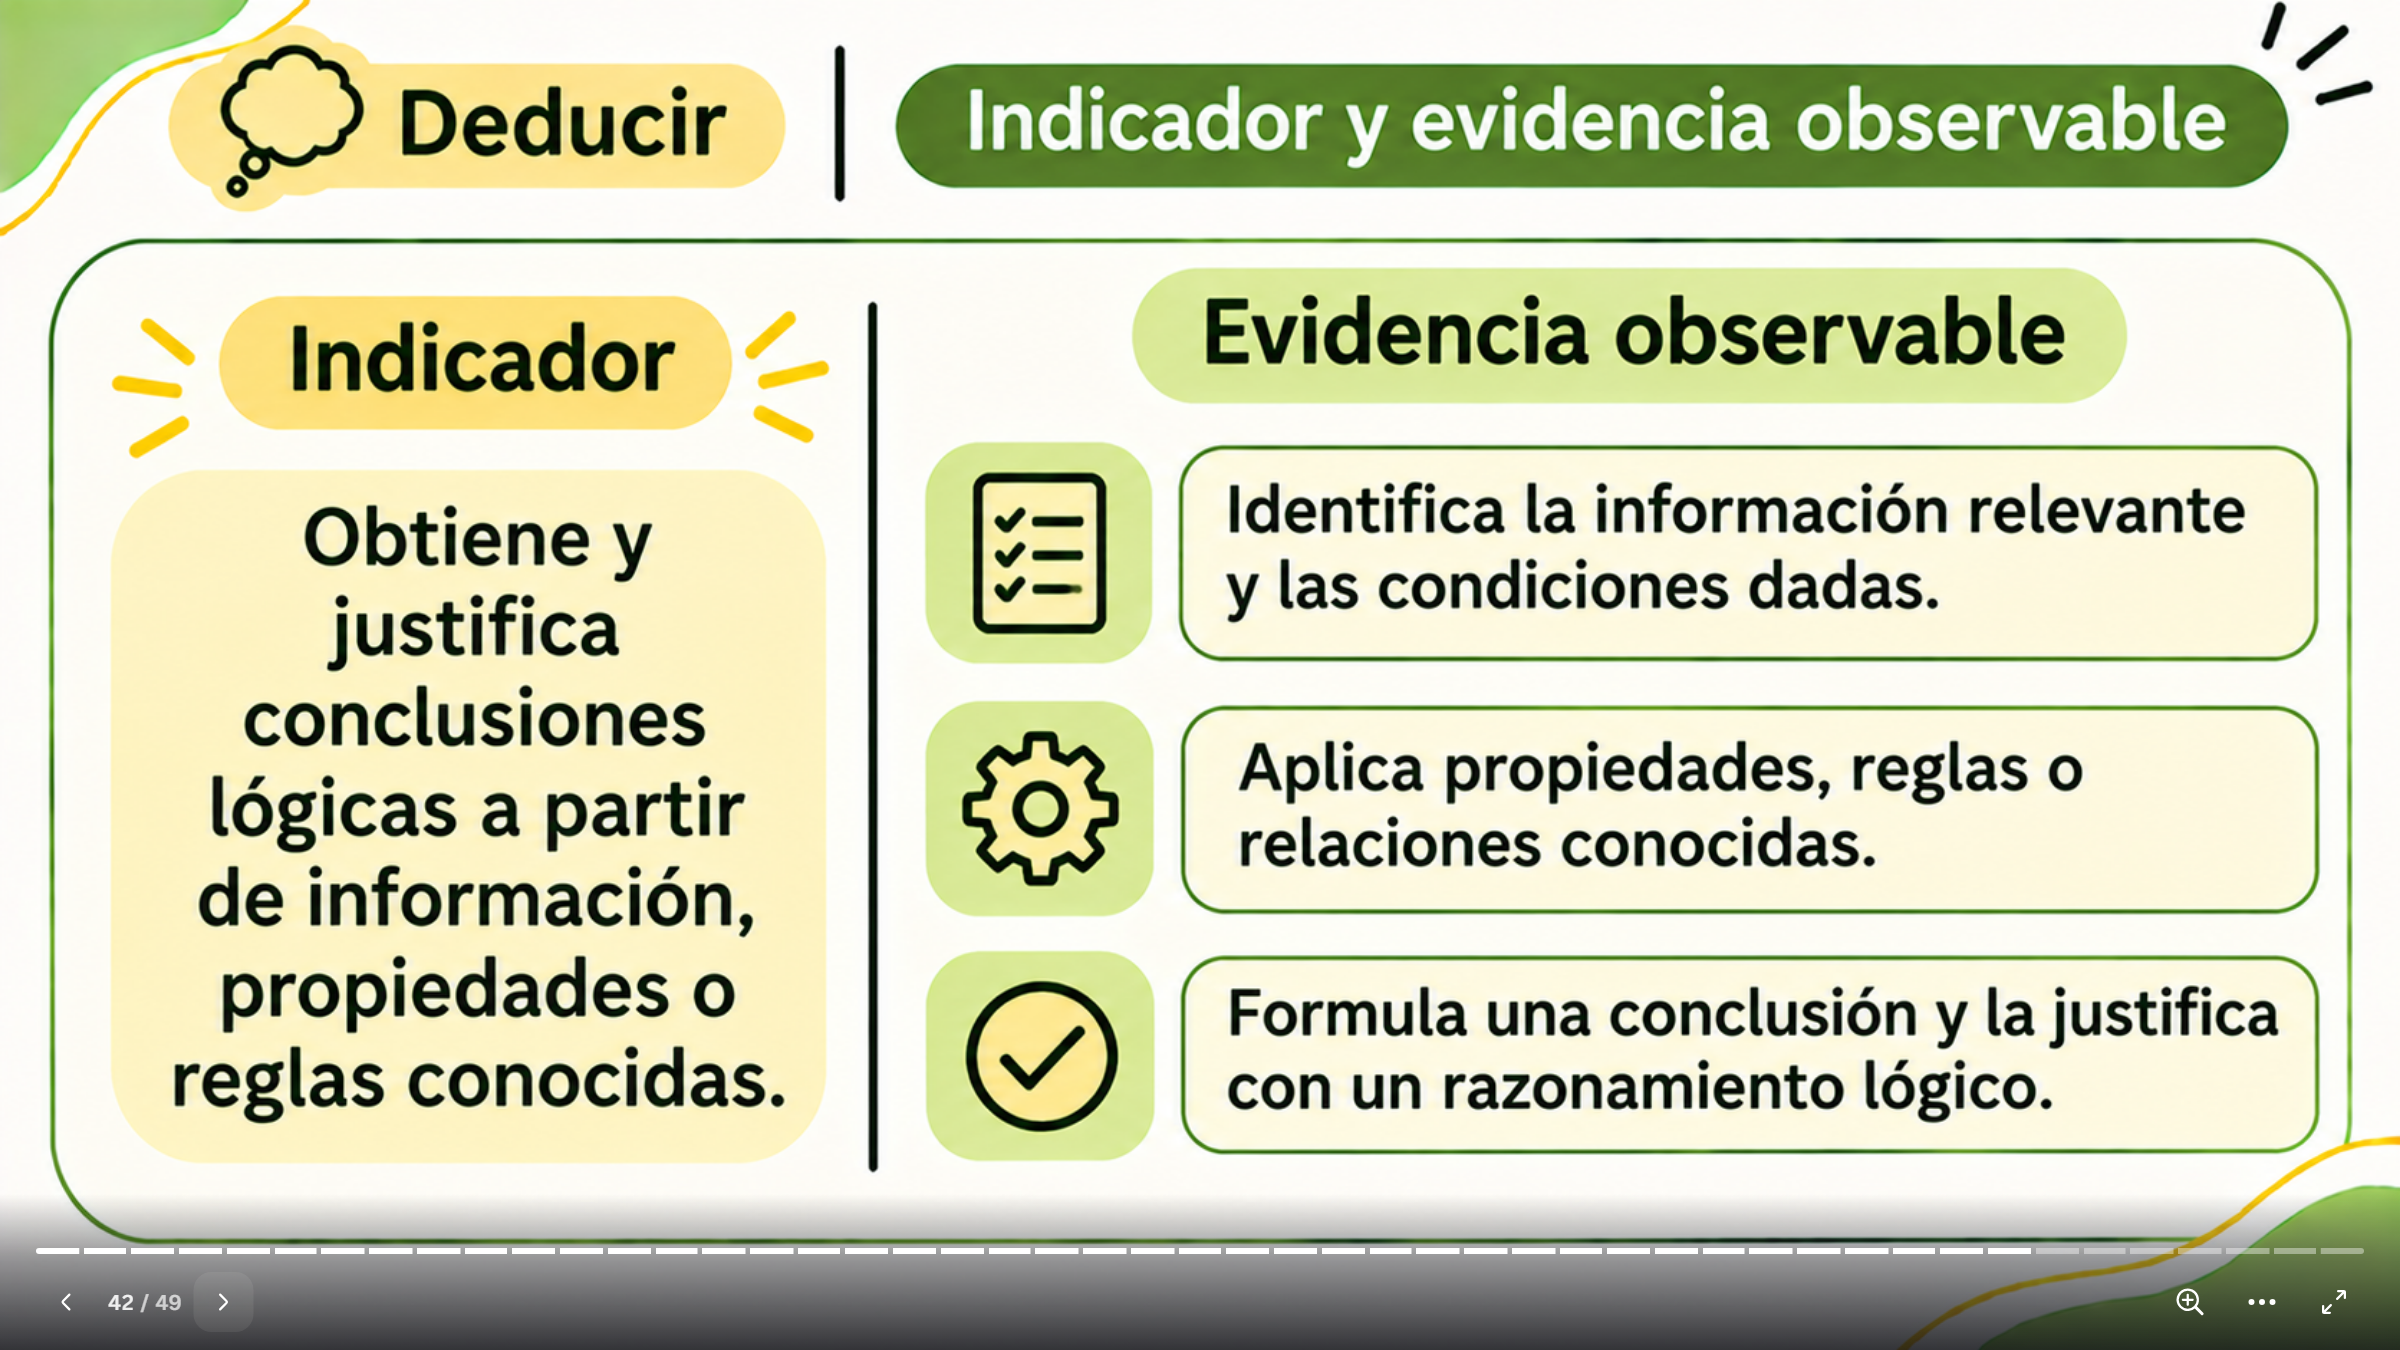 Deducir
Indicador y evidencia observable
Indicador
Obtiene y
justifica
conclusiones
lógicas a partir
de información,
propiedades o
reglas conocidas.
Evidencia observable
Identifica la información relevante
y las condiciones dadas.
Aplica propiedades, reglas o
relaciones conocidas.
Formula una conclusión y la justifica
con un razonamiento lógico.
42 / 49